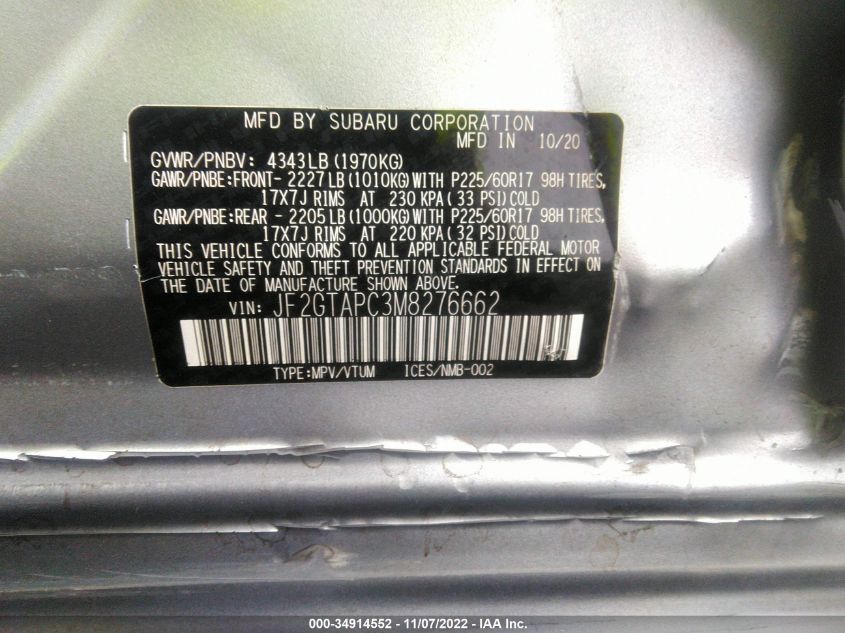 MFD BY SUBARU CORPORATION
MFD IN 10/20
GVWR/PNBV: 4343LB (1970KG)
GAWR/PNBE:FRONT- 2227LB (1010KG) WITH P225/60R17 98H TIRES,
17X7J RIMS AT 230 KPA (33 PSI) COLD
GAWR/PNBE:REAR - 2205LB (1000KG) WITH P225/60R17 98H TIRES,
17X7J RIMS AT 220 KPA (32 PSI) COLD
THIS VEHICLE CONFORMS TO ALL APPLICABLE FEDERAL MOTOR
VEHICLE SAFETY AND THEFT PREVENTION STANDARDS IN EFFECT ON
THE DATE OF MANUFACTURE SHOWN ABOVE.
VIN: JF2GTAPC3M8276662
TYPE:MPV/VTUM ICES/NMB-002
000-34914552 - 11/07/2022 - IAA Inc.